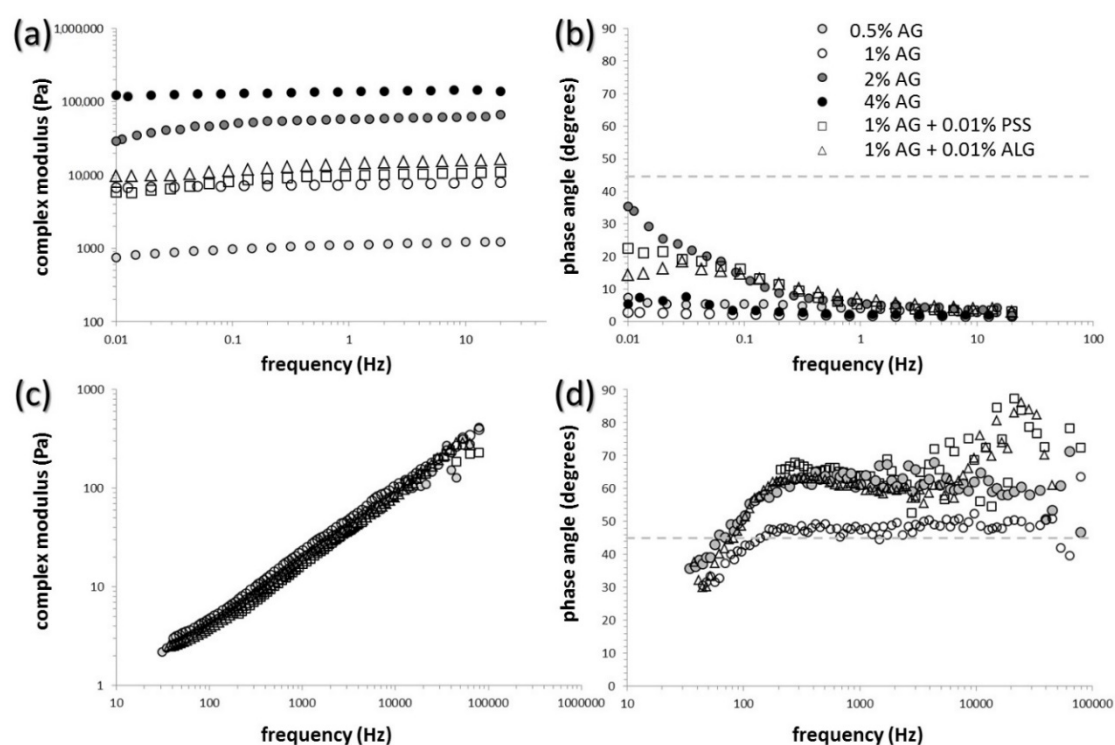 (a)
complex modulus (Pa)
1,000,000
100,000
10,000
1000
100
0.01 0.1 1 10
frequency (Hz)
(b)
phase angle (degrees)
90
80
70
60
50
40
30
20
10
0
0.01 0.1 1 10 100
frequency (Hz)
0.5% AG
1% AG
2% AG
4% AG
1% AG + 0.01% PSS
1% AG + 0.01% ALG
(c)
complex modulus (Pa)
1000
100
10
1
10 100 1000 10000 100000 1000000
frequency (Hz)
(d)
phase angle (degrees)
90
80
70
60
50
40
30
20
10
0
10 100 1000 10000 100000
frequency (Hz)